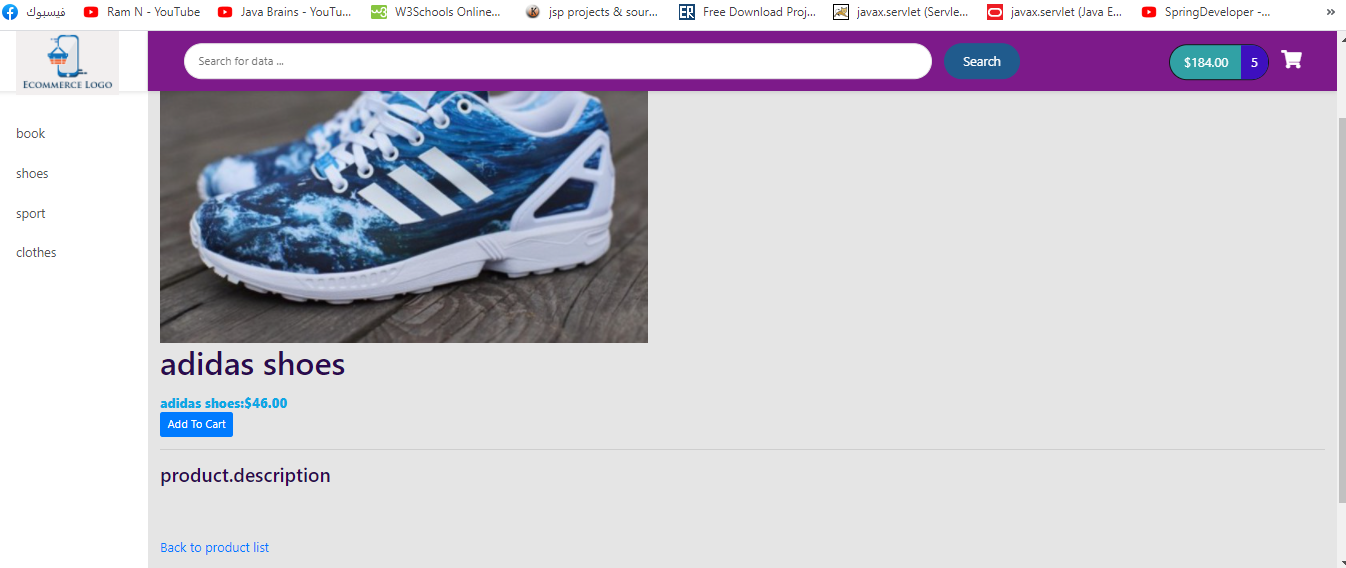 فيسبوك
Ram N - YouTube
Java Brains - YouTu...
W3Schools Online...
jsp projects & sour...
Free Download Proj...
javax.servlet (Servle...
javax.servlet (Java E...
SpringDeveloper -...
»
ECOMMERCE LOGO
Search for data ...
Search
$184.00 5
book
shoes
sport
clothes
adidas shoes
adidas shoes:$46.00
Add To Cart
product.description
Back to product list